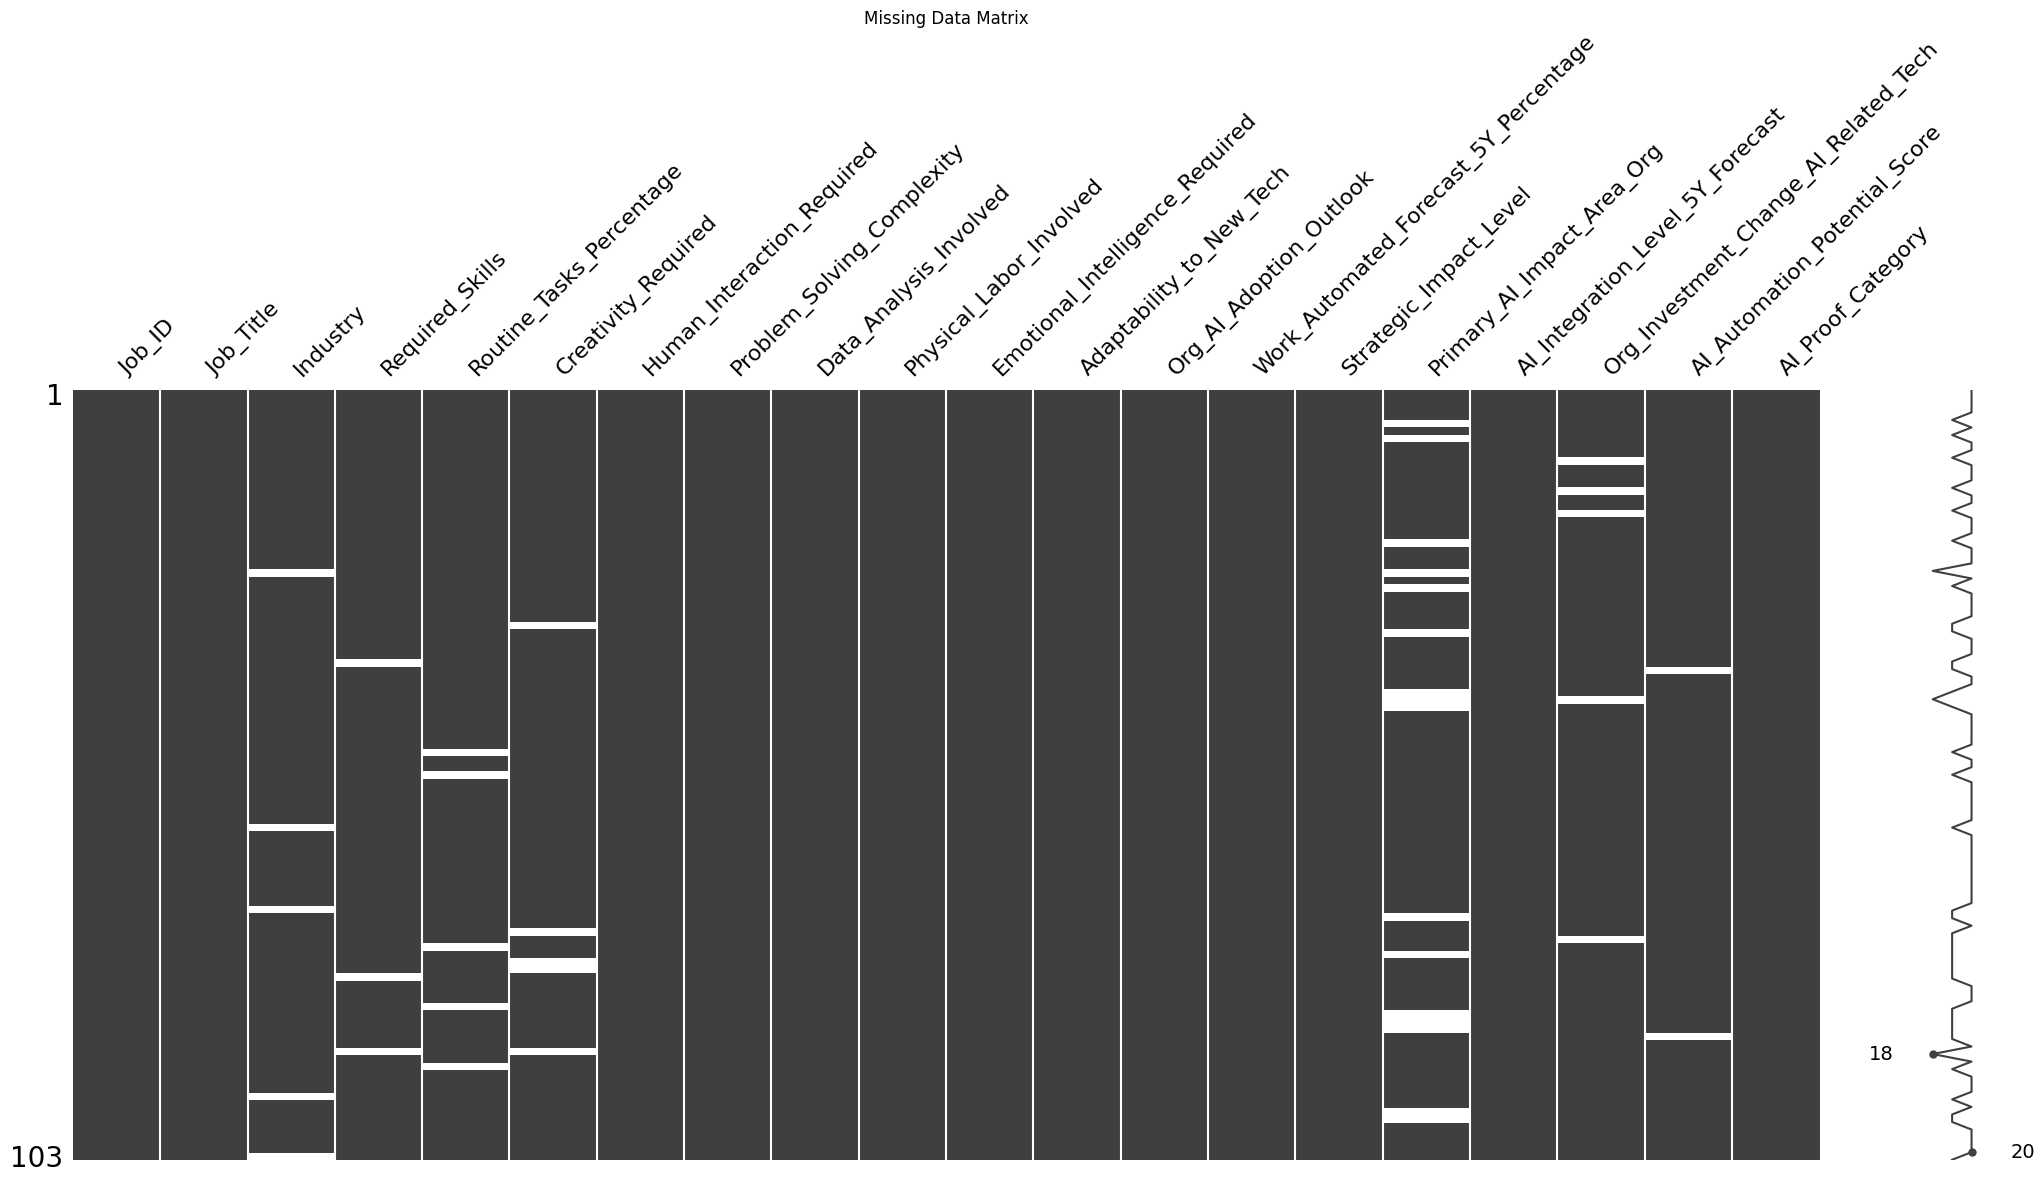 Missing Data Matrix
Job_ID
Job_Title
Industry
Required_Skills
Routine_Tasks_Percentage
Creativity_Required
Human_Interaction_Required
Problem_Solving_Complexity
Data_Analysis_Involved
Physical_Labor_Involved
Emotional_Intelligence_Required
Adaptability_to_New_Tech
Org_AI_Adoption_Outlook
Work_Automated_Forecast_5Y_Percentage
Strategic_Impact_Level
Primary_AI_Impact_Area_Org
AI_Integration_Level_5Y_Forecast
Org_Investment_Change_AI_Related_Tech
AI_Automation_Potential_Score
AI_Proof_Category
1
18
20
103